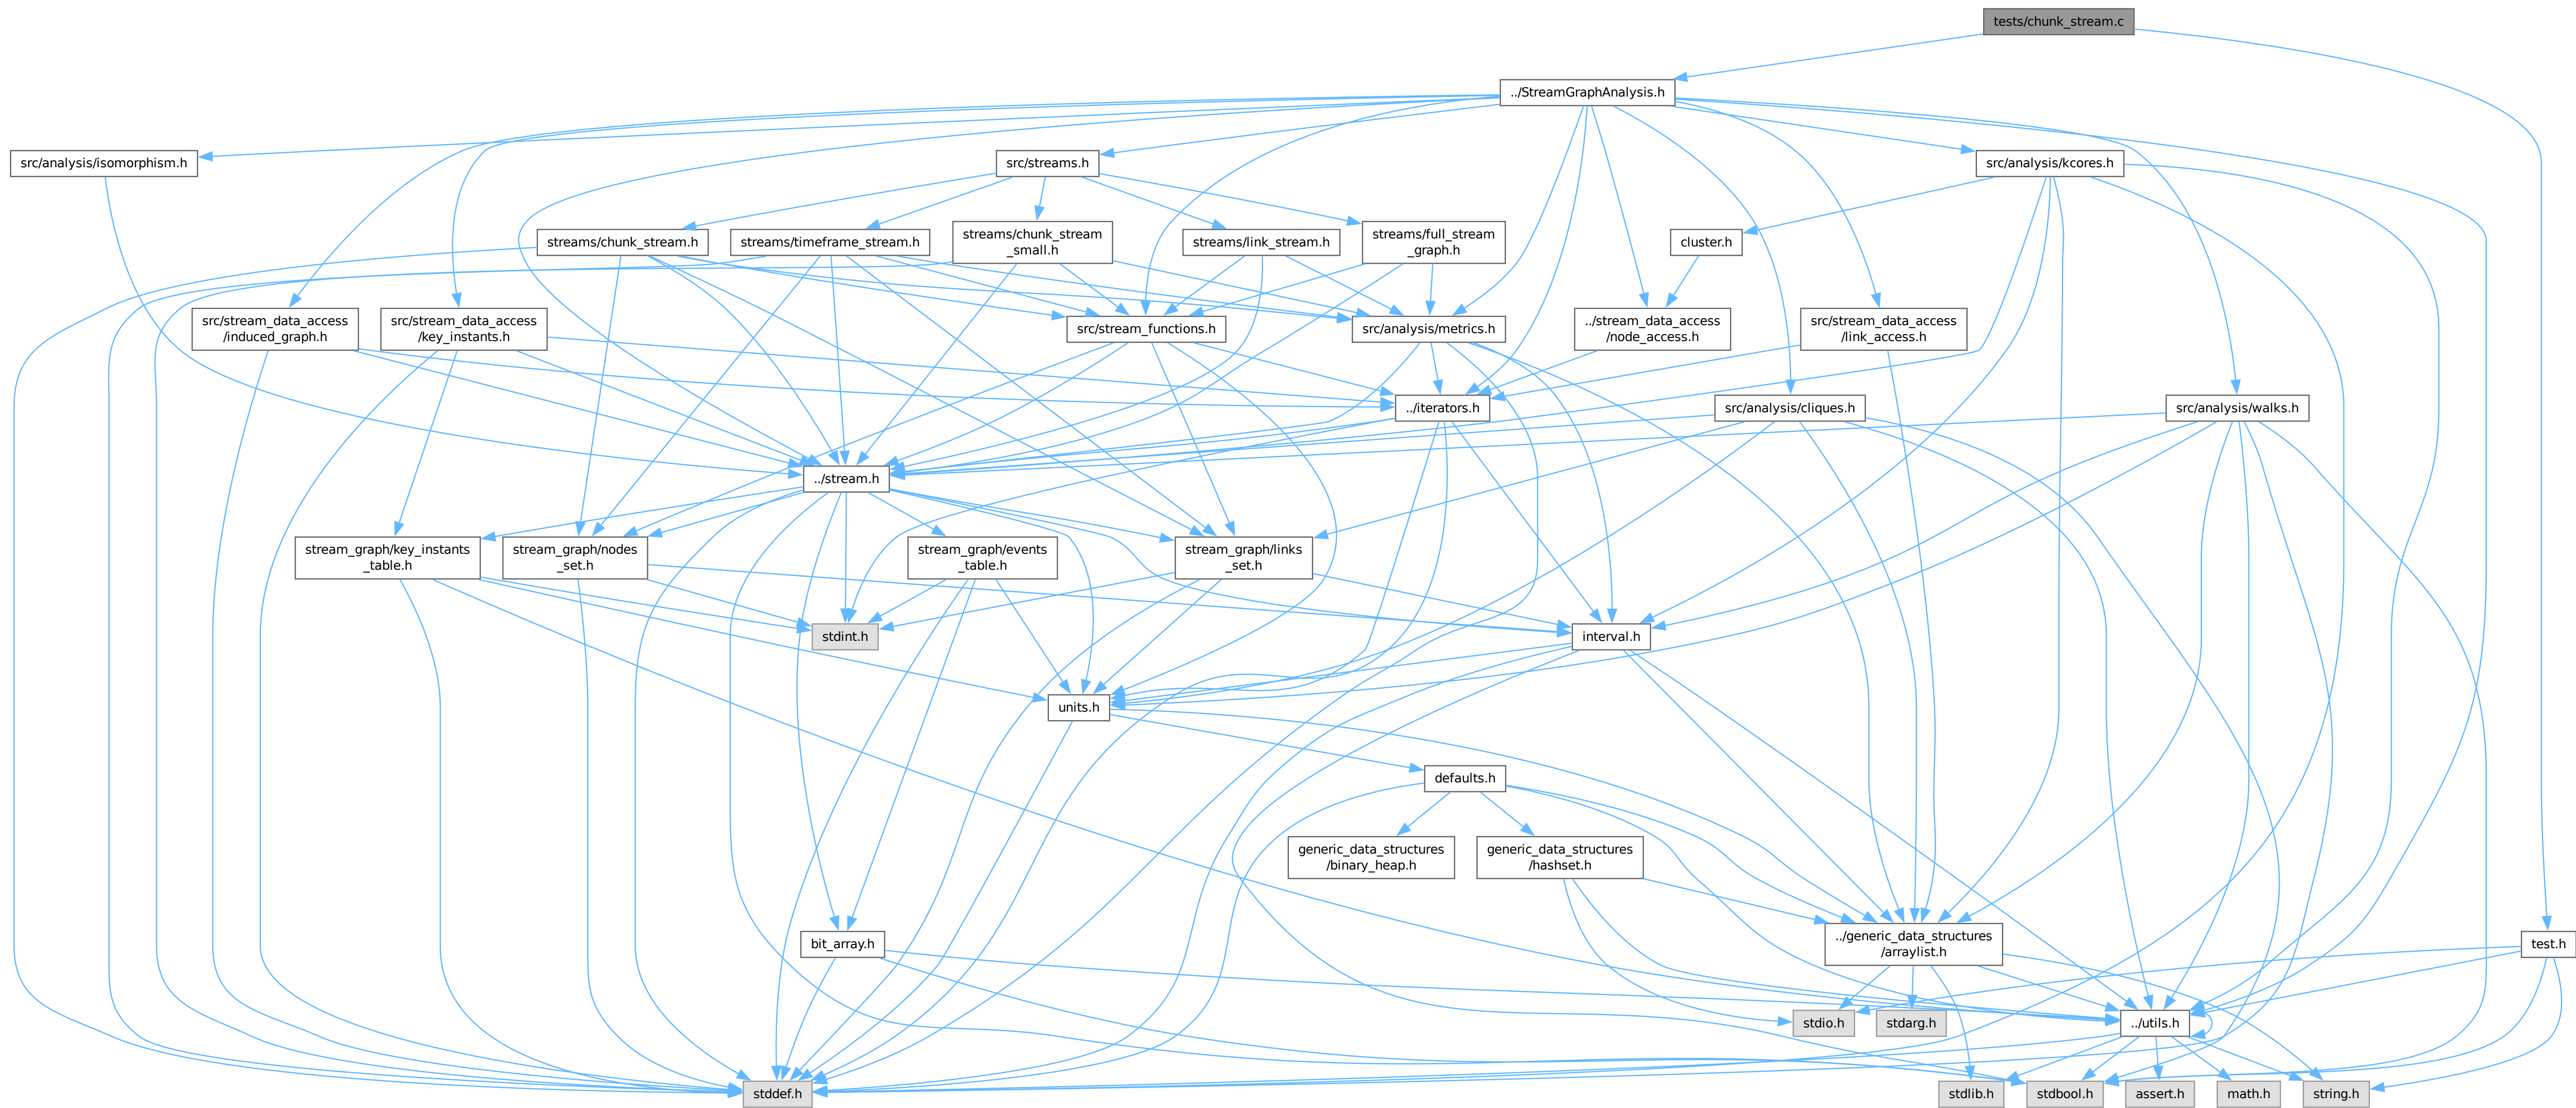 tests/chunk_stream.c
../StreamGraphAnalysis.h
src/analysis/isomorphism.h
src/streams.h
src/analysis/kcores.h
streams/chunk_stream.h
streams/timeframe_stream.h
streams/chunk_stream
_small.h
streams/link_stream.h
streams/full_stream
_graph.h
cluster.h
src/stream_data_access
/induced_graph.h
src/stream_data_access
/key_instants.h
src/stream_functions.h
src/analysis/metrics.h
../stream_data_access
/node_access.h
src/stream_data_access
/link_access.h
../iterators.h
src/analysis/cliques.h
src/analysis/walks.h
../stream.h
stream_graph/key_instants
_table.h
stream_graph/nodes
_set.h
stream_graph/events
_table.h
stream_graph/links
_set.h
stdint.h
interval.h
units.h
defaults.h
generic_data_structures
/binary_heap.h
generic_data_structures
/hashset.h
bit_array.h
../generic_data_structures
/arraylist.h
test.h
stdio.h
stdarg.h
../utils.h
stddef.h
stdlib.h
stdbool.h
assert.h
math.h
string.h